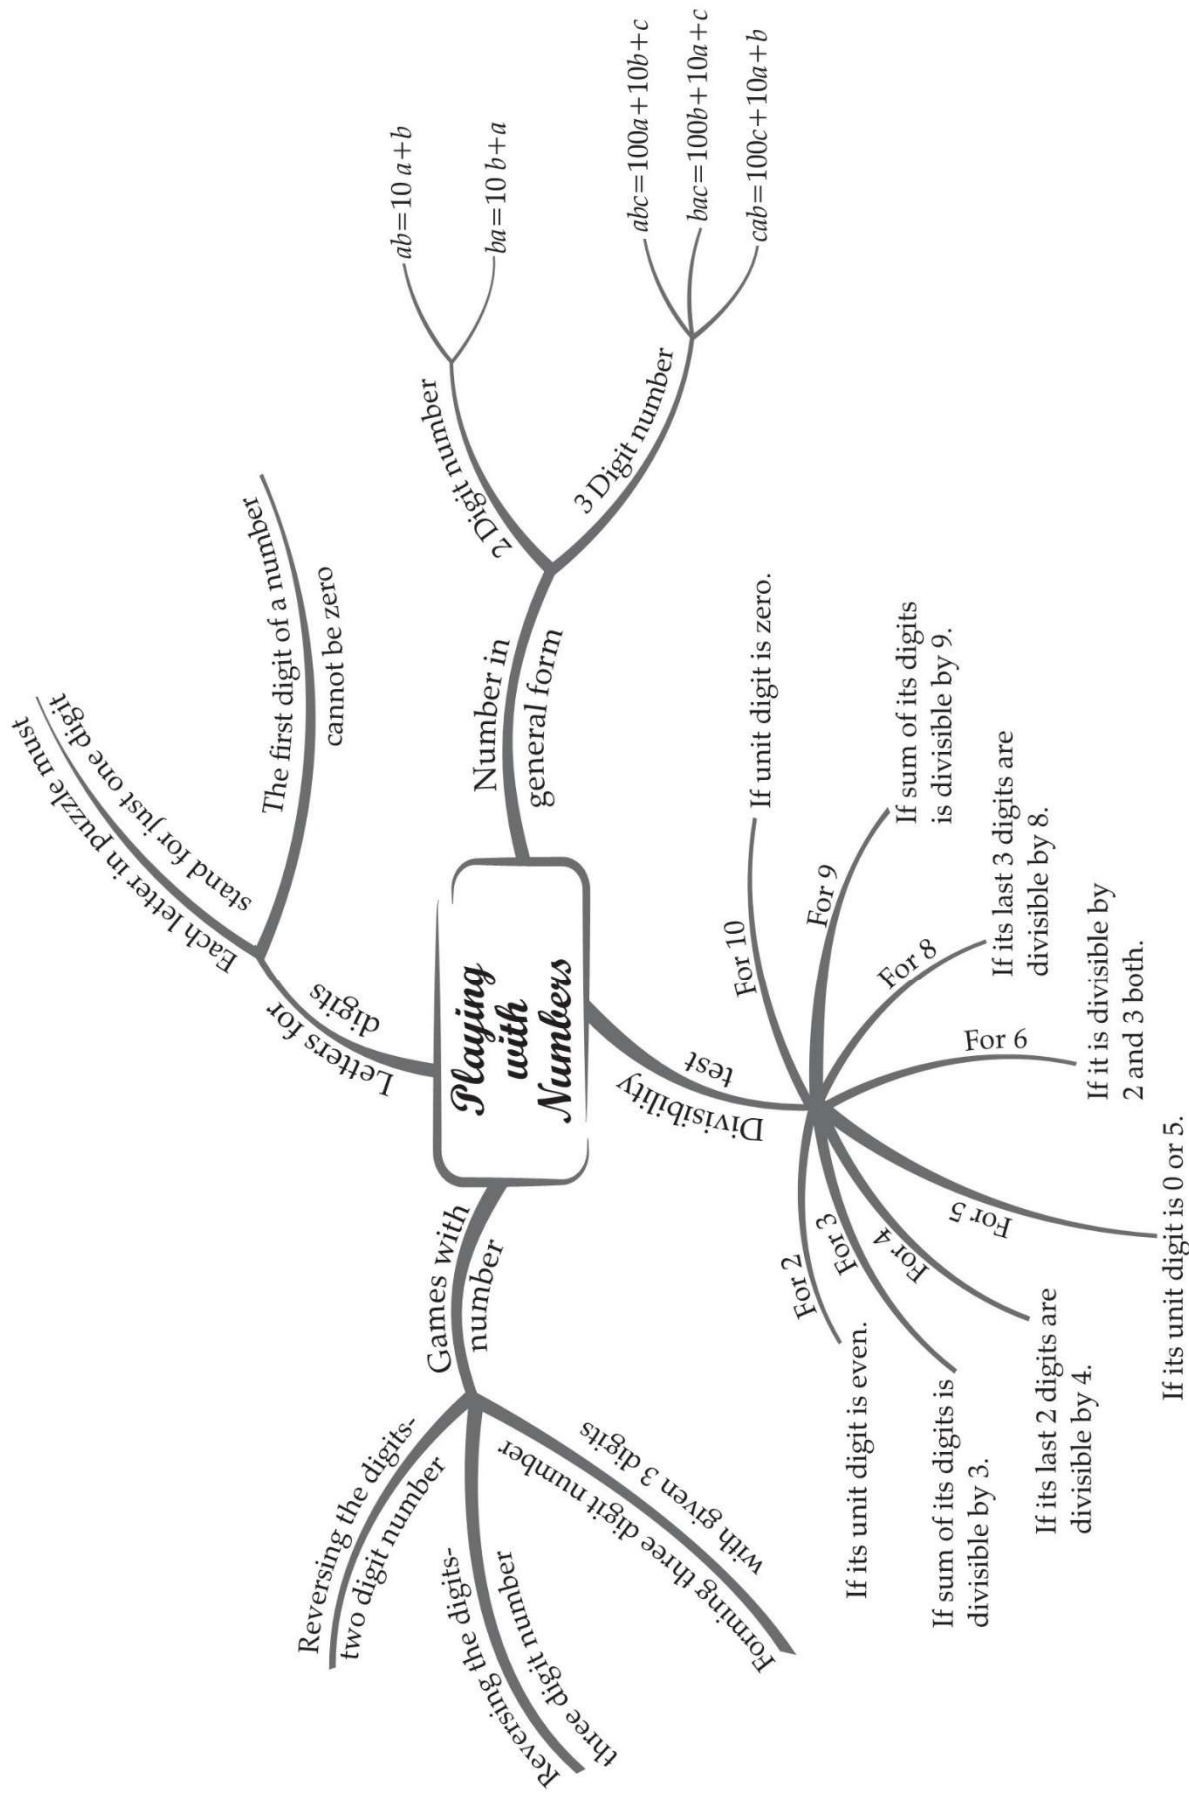 Playing
with
Numbers
Letters for
digits
Each letter in puzzle must
stand for just one digit
The first digit of a number
cannot be zero
Number in
general form
2 Digit number
ab=10 a+b
ba=10 b+a
3 Digit number
abc=100a+10b+c
bac=100b+10a+c
cab=100c+10a+b
Games with
number
Reversing the digits-
two digit number
Reversing the digits-
three digit number
Forming three digit number
with given 3 digits
Divisibility
test
For 2
If its unit digit is even.
For 3
If sum of its digits is
divisible by 3.
For 4
If its last 2 digits are
divisible by 4.
For 5
If its unit digit is 0 or 5.
For 6
If it is divisible by
2 and 3 both.
For 8
If its last 3 digits are
divisible by 8.
For 9
If sum of its digits
is divisible by 9.
For 10
If unit digit is zero.